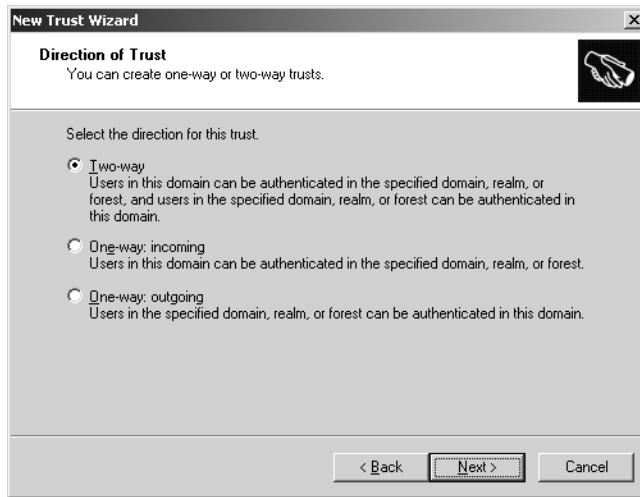 New Trust Wizard
Direction of Trust
You can create one-way or two-way trusts.
Select the direction for this trust.
Two-way
Users in this domain can be authenticated in the specified domain, realm, or
forest, and users in the specified domain, realm, or forest can be authenticated in
this domain.
One-way: incoming
Users in this domain can be authenticated in the specified domain, realm, or forest.
One-way: outgoing
Users in the specified domain, realm, or forest can be authenticated in this domain.
< Back Next > Cancel